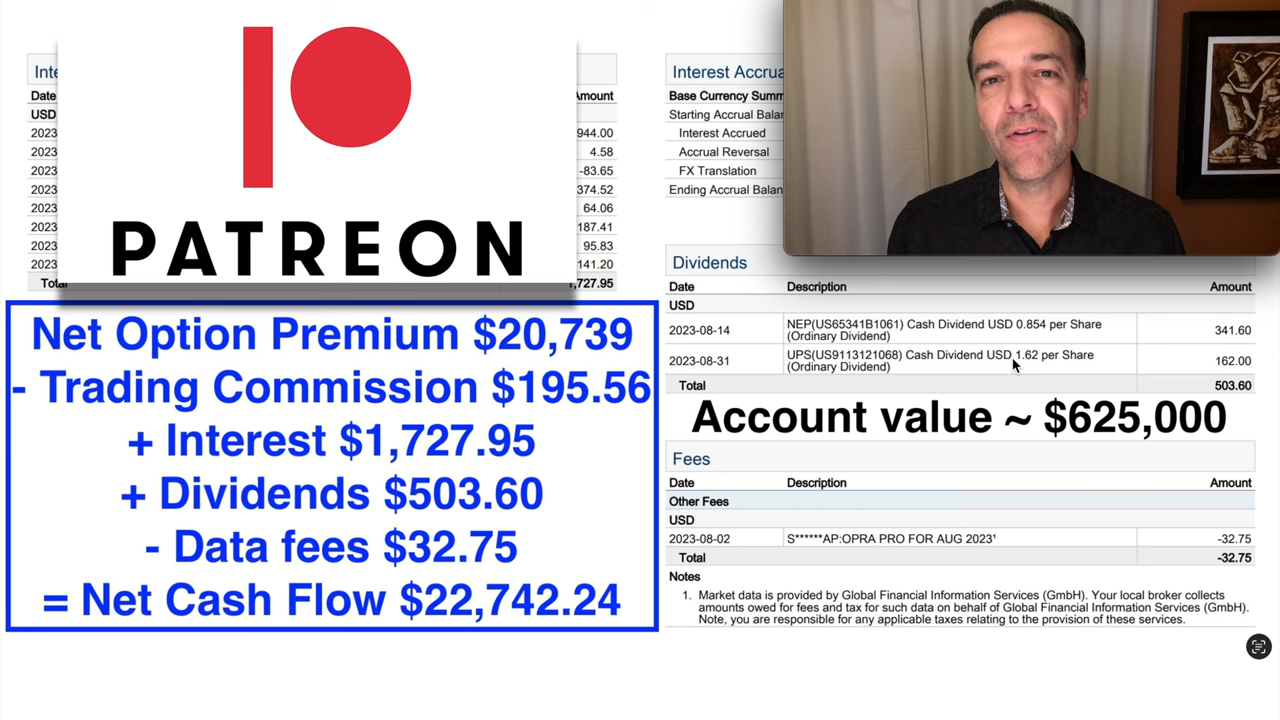 PATREON
Inte
Date
Amount
USD
2023
944.00
2023
4.58
2023
-83.65
2023
374.52
2023
64.06
2023
187.41
2023
95.83
2023
141.20
Total
1,727.95
Net Option Premium $20,739
- Trading Commission $195.56
+ Interest $1,727.95
+ Dividends $503.60
- Data fees $32.75
= Net Cash Flow $22,742.24
Interest Accrua
Base Currency Summ
Starting Accrual Balan
Interest Accrued
Accrual Reversal
FX Translation
Ending Accrual Balan
Dividends
Date Description Amount
USD
2023-08-14 NEP(US65341B1061) Cash Dividend USD 0.854 per Share 341.60
(Ordinary Dividend)
2023-08-31 UPS(US9113121068) Cash Dividend USD 1.62 per Share 162.00
(Ordinary Dividend)
Total 503.60
Account value ~ $625,000
Fees
Date Description Amount
Other Fees
USD
2023-08-02 S******AP:OPRA PRO FOR AUG 2023¹ -32.75
Total -32.75
Notes
1. Market data is provided by Global Financial Information Services (GmbH). Your local broker collects
amounts owed for fees and tax for such data on behalf of Global Financial Information Services (GmbH).
Note, you are responsible for any applicable taxes relating to the provision of these services.